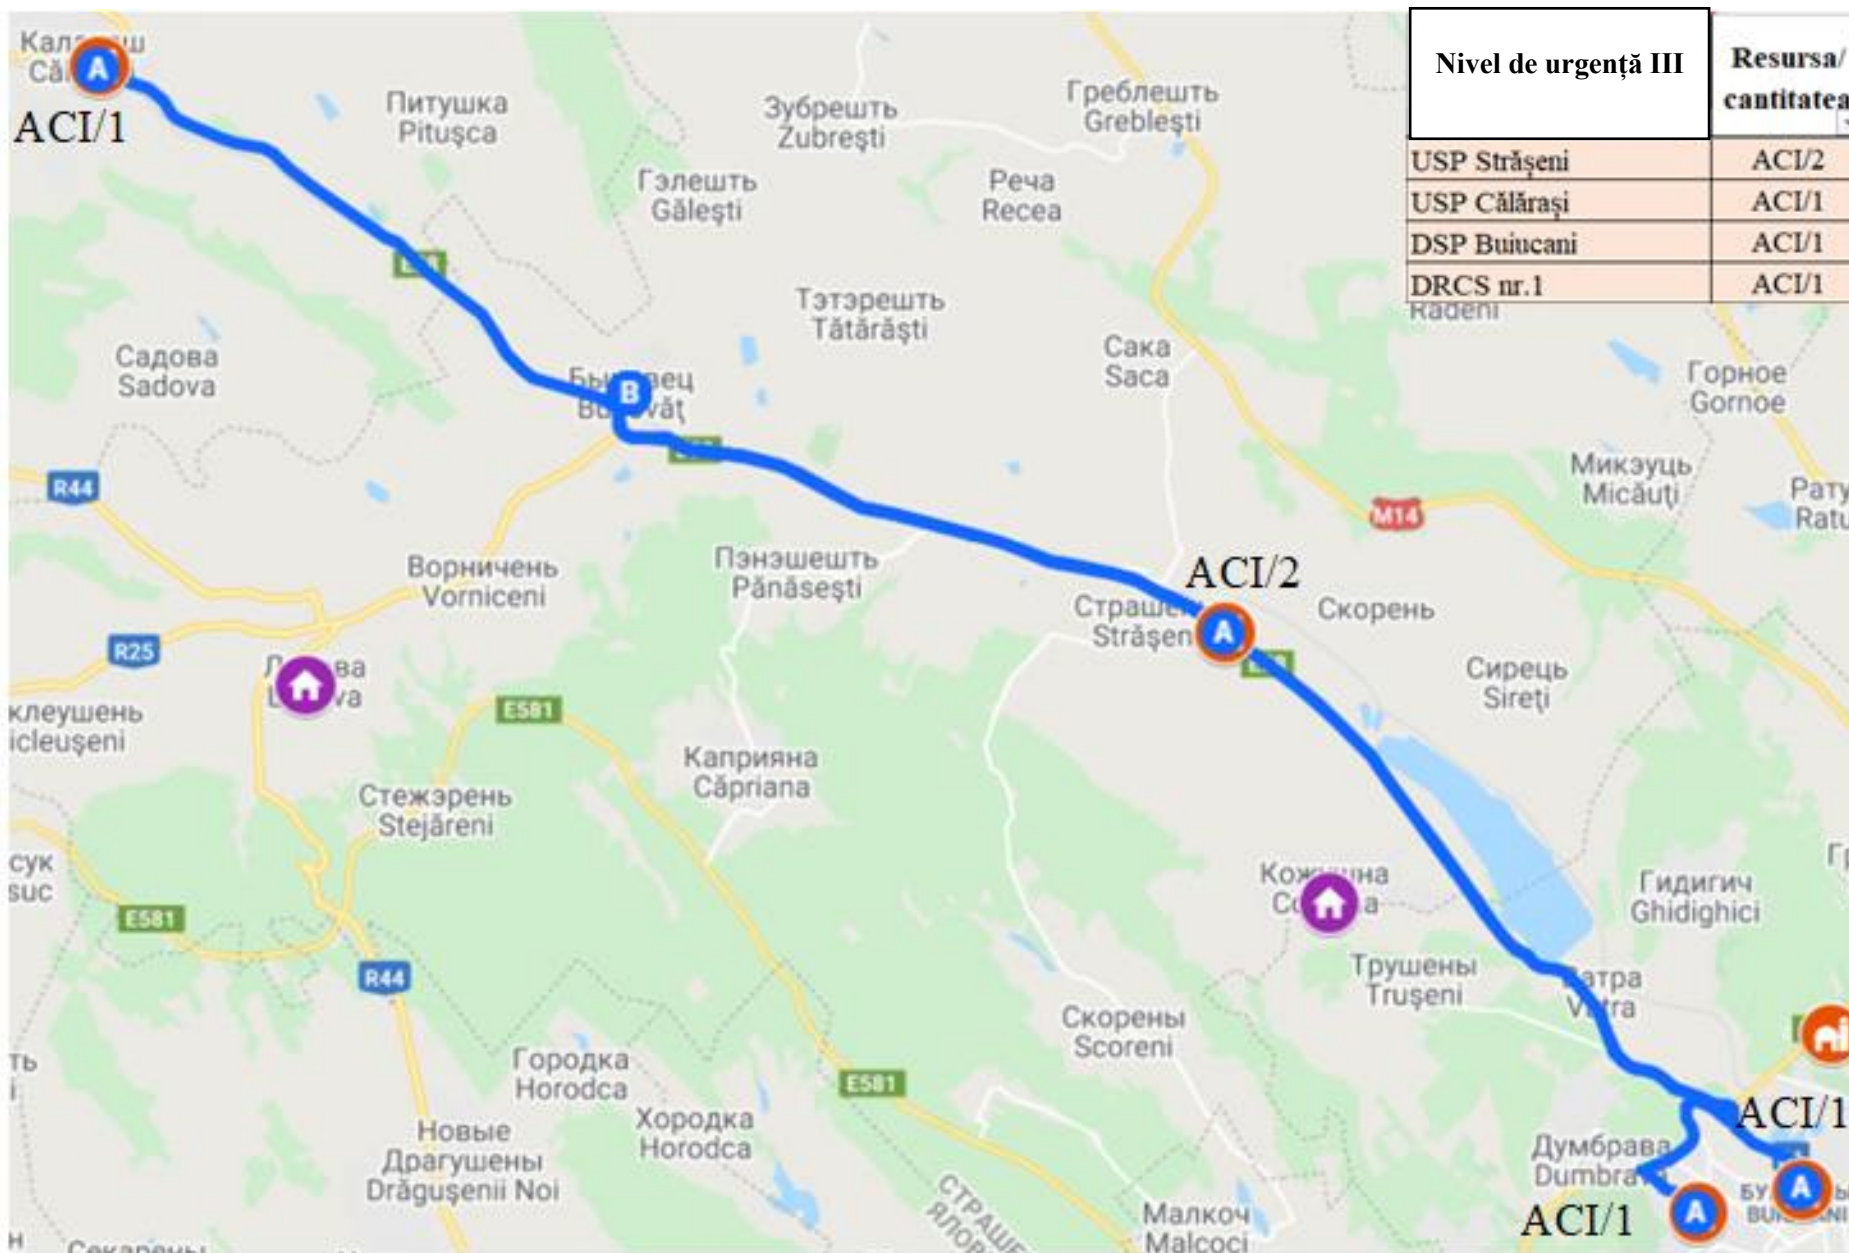 Nivel de urgență III
Resursa/
cantitatea
USP Strășeni
ACI/2
USP Călărași
ACI/1
DSP Buiucani
ACI/1
DRCS nr.1
ACI/1
A
ACI/1
Питушка
Pitușca
Зубрешть
Zubrești
Греблешть
Greblești
Гэлешть
Gălești
Реча
Recea
Radeni
Тэтэрешть
Tătărăști
Садова
Sadova
Сака
Saca
Горное
Gornoe
B
R44
Микэуць
Micăuți
M14
Ворничень
Vorniceni
Пэнэшешть
Pănășești
ACI/2
Скорень
A
R25
E581
Сирець
Sireți
Каприяна
Căpriana
Стежэрень
Stejăreni
E581
Гидигич
Ghidighici
R44
Трушены
Trușeni
Скорены
Scoreni
Городка
Horodca
E581
Хородка
Horodca
Новые
Драгушены
Drăgușenii Noi
ACI/1
Думбрава
A
A
ACI/1
Малкоч
Malcoci